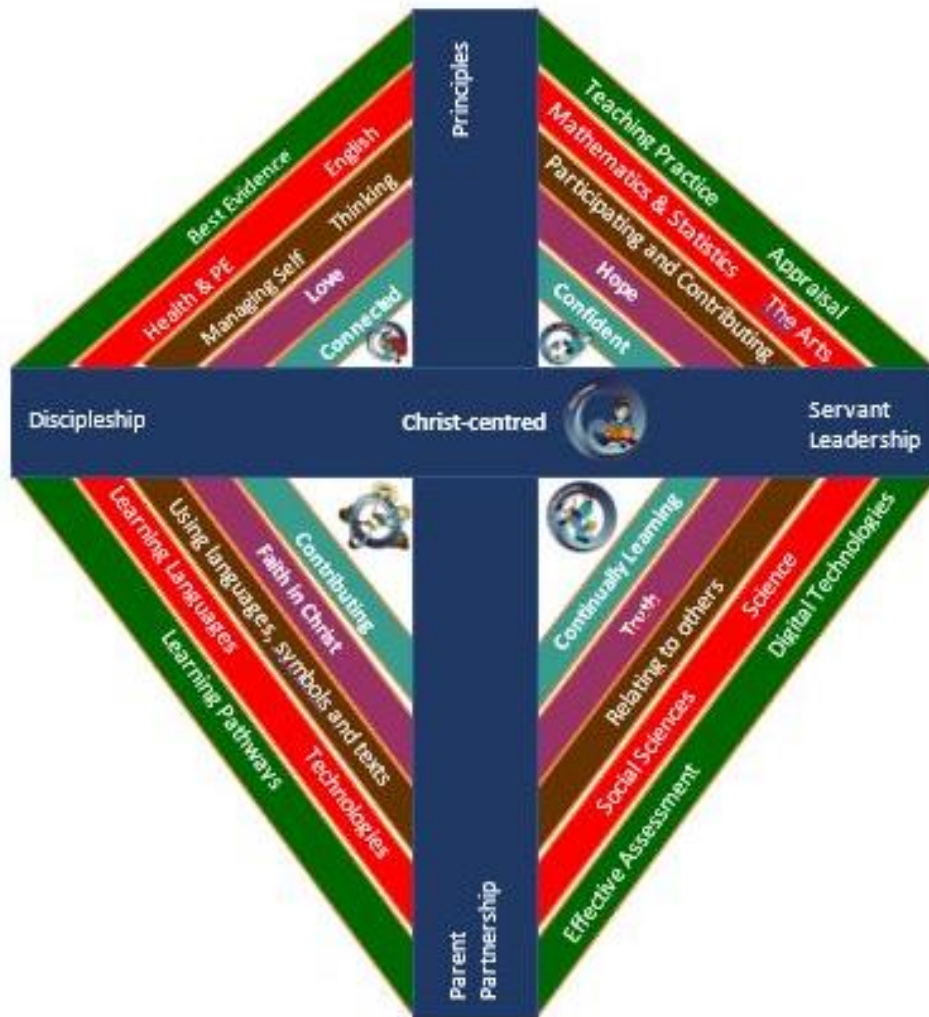 Principles
Best Evidence
English
Health & PE
Thinking
Managing Self
Love
Connected
Teaching Practice
Appraisal
Mathematics & Statistics
The Arts
Participating and Contributing
Hope
Confident
Discipleship
Christ-centred
Servant
Leadership
Contributing
Faith in Christ
Using languages, symbols and texts
Learning Languages
Technologies
Learning Pathways
Continually Learning
Truth
Relating to others
Science
Social Sciences
Digital Technologies
Effective Assessment
Parent
Partnership